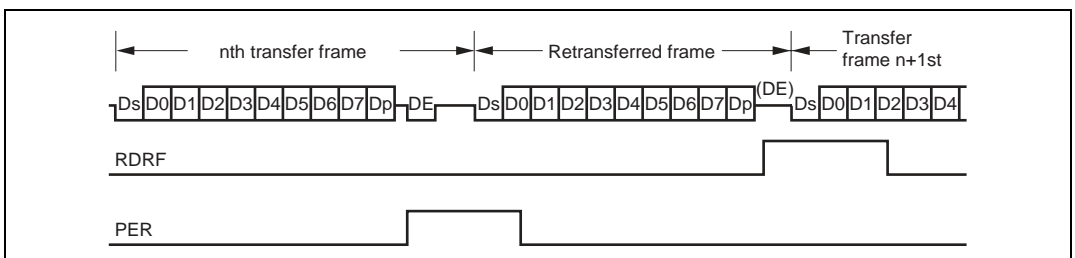 nth transfer frame
Retransferred frame
Transfer
frame n+1st
Ds D0 D1 D2 D3 D4 D5 D6 D7 Dp DE Ds D0 D1 D2 D3 D4 D5 D6 D7 Dp (DE) Ds D0 D1 D2 D3 D4
RDRF
PER